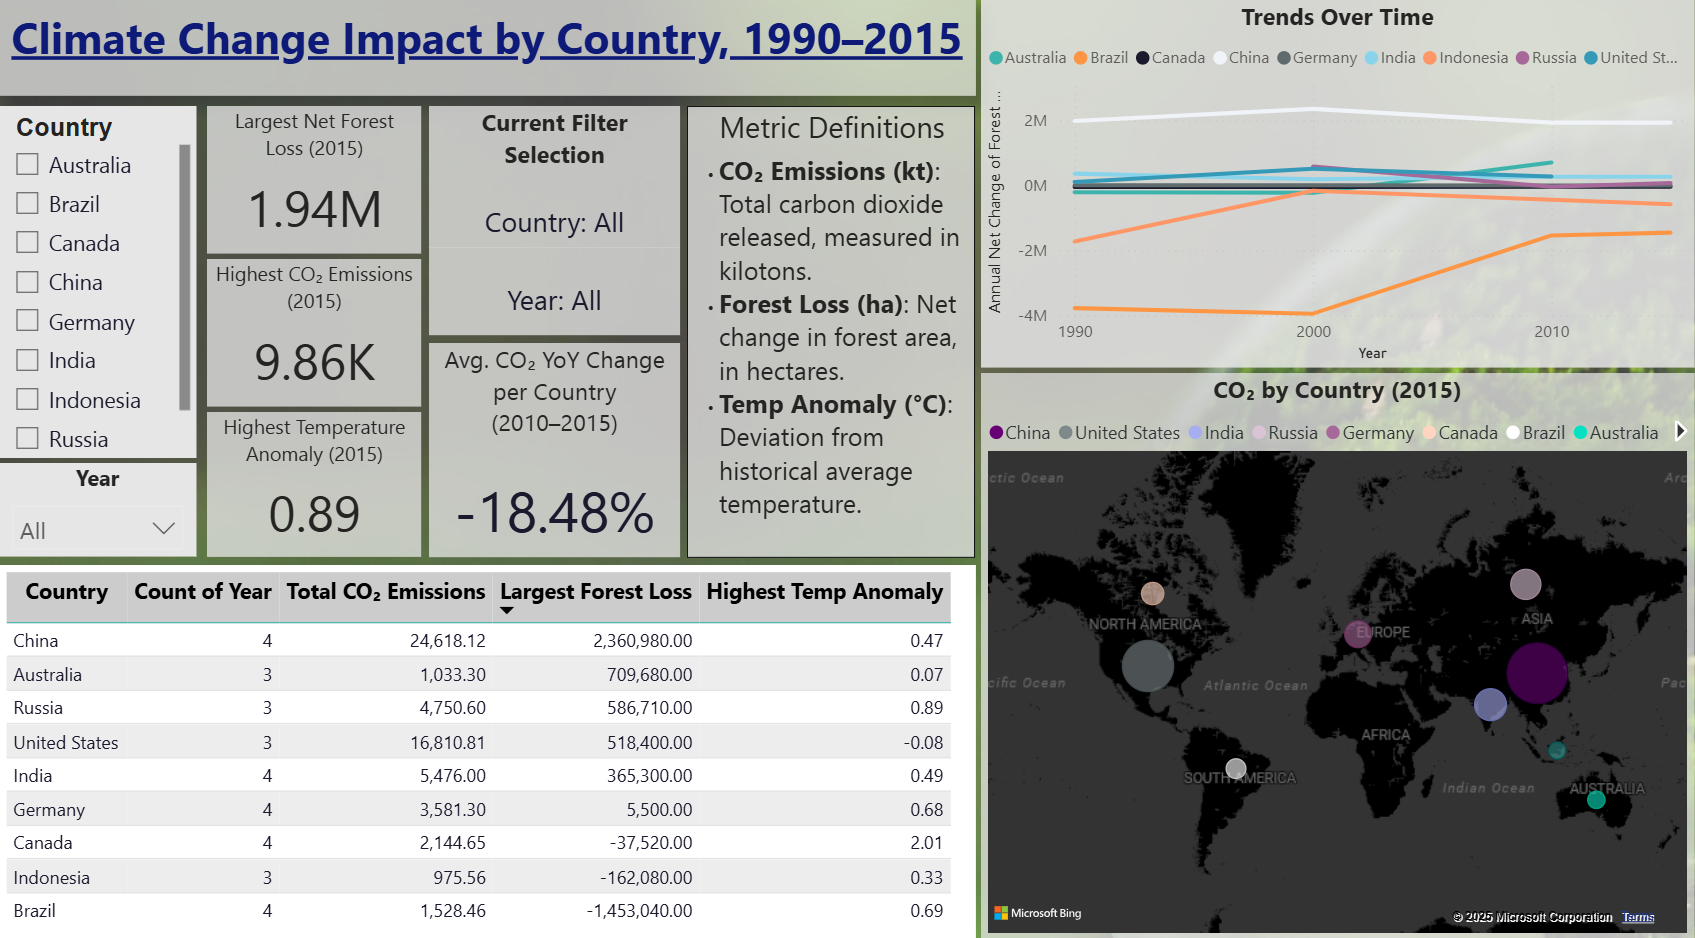 Climate Change Impact by Country, 1990–2015
Country
Australia
Brazil
Canada
China
Germany
India
Indonesia
Russia
Year
All
Largest Net Forest
Loss (2015)
1.94M
Highest CO₂ Emissions
(2015)
9.86K
Highest Temperature
Anomaly (2015)
0.89
Current Filter
Selection
Country: All
Year: All
Avg. CO₂ YoY Change
per Country
(2010–2015)
-18.48%
Metric Definitions
• CO₂ Emissions (kt):
Total carbon dioxide
released, measured in
kilotons.
• Forest Loss (ha): Net
change in forest area,
in hectares.
• Temp Anomaly (°C):
Deviation from
historical average
temperature.
Country Count of Year Total CO₂ Emissions Largest Forest Loss Highest Temp Anomaly
China 4 24,618.12 2,360,980.00 0.47
Australia 3 1,033.30 709,680.00 0.07
Russia 3 4,750.60 586,710.00 0.89
United States 3 16,810.81 518,400.00 -0.08
India 4 5,476.00 365,300.00 0.49
Germany 4 3,581.30 5,500.00 0.68
Canada 4 2,144.65 -37,520.00 2.01
Indonesia 3 975.56 -162,080.00 0.33
Brazil 4 1,528.46 -1,453,040.00 0.69
Trends Over Time
Australia Brazil Canada China Germany India Indonesia Russia United St...
Annual Net Change of Forest ...
2M
0M
-2M
-4M
1990 2000 2010
Year
CO₂ by Country (2015)
China United States India Russia Germany Canada Brazil Australia
ctic Ocean
Arc
NORTH AMERICA
EUROPE
ASIA
cific Ocean
Atlantic Ocean
Pac
AFRICA
SOUTH AMERICA
Indian Ocean
AUSTRALIA
Microsoft Bing
© 2025 Microsoft Corporation Terms